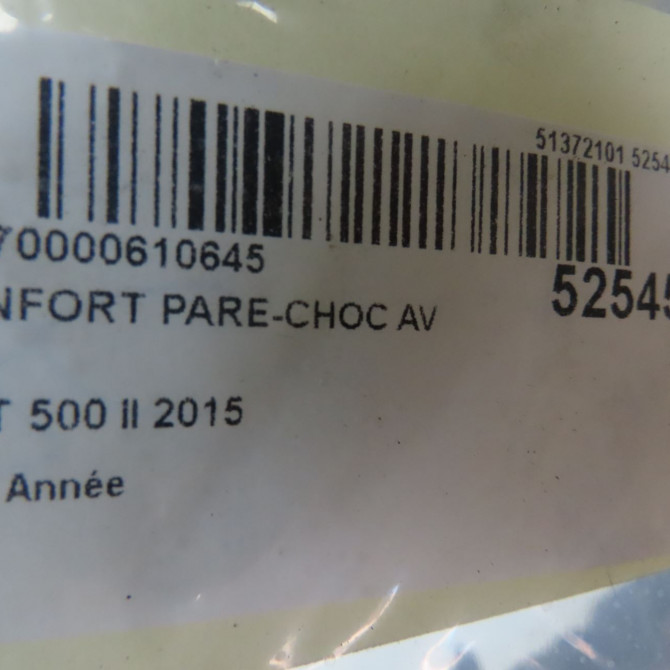 51372101 5254
70000610645
NFORT PARE-CHOC AV
52545
T 500 II 2015
Année